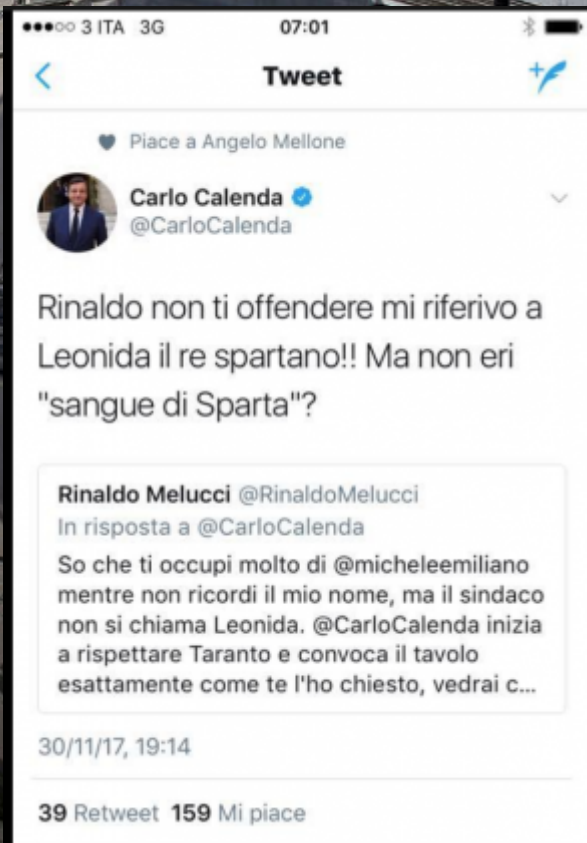 3 ITA 3G 07:01
Tweet
Piace a Angelo Mellone
Carlo Calenda
@CarloCalenda
Rinaldo non ti offendere mi riferivo a
Leonida il re spartano!! Ma non eri
"sangue di Sparta"?
Rinaldo Melucci @RinaldoMelucci
In risposta a @CarloCalenda
So che ti occupi molto di @micheleemiliano
mentre non ricordi il mio nome, ma il sindaco
non si chiama Leonida. @CarloCalenda inizia
a rispettare Taranto e convoca il tavolo
esattamente come te l'ho chiesto, vedrai c...
30/11/17, 19:14
39 Retweet 159 Mi piace